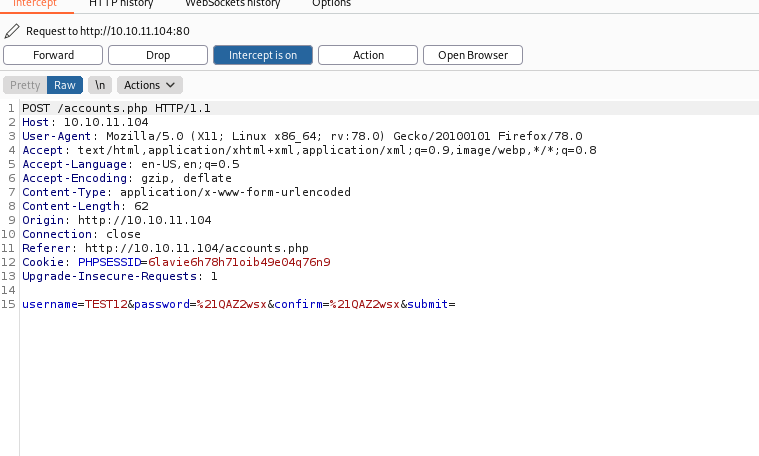 Intercept HTTP history WebSockets history Options
Request to http://10.10.11.104:80
Forward Drop Intercept is on Action Open Browser
Pretty Raw \n Actions
1 POST /accounts.php HTTP/1.1
2 Host: 10.10.11.104
3 User-Agent: Mozilla/5.0 (X11; Linux x86_64; rv:78.0) Gecko/20100101 Firefox/78.0
4 Accept: text/html,application/xhtml+xml,application/xml;q=0.9,image/webp,*/*;q=0.8
5 Accept-Language: en-US,en;q=0.5
6 Accept-Encoding: gzip, deflate
7 Content-Type: application/x-www-form-urlencoded
8 Content-Length: 62
9 Origin: http://10.10.11.104
10 Connection: close
11 Referer: http://10.10.11.104/accounts.php
12 Cookie: PHPSESSID=6lavie6h78h71oib49e04q76n9
13 Upgrade-Insecure-Requests: 1
14
15 username=TEST12&password=%21QAZ2wsx&confirm=%21QAZ2wsx&submit=